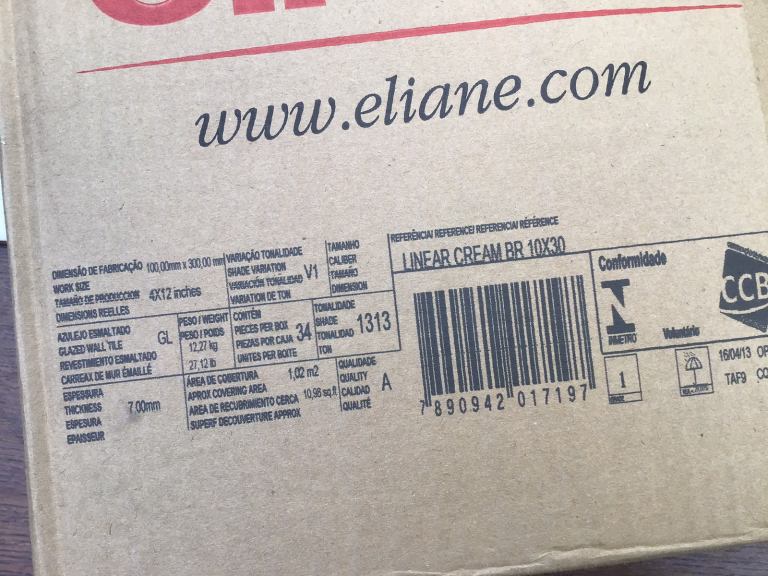 www.eliane.com
DIMENSÃO DE FABRICAÇÃO 100,00mm x 300,00 mm
WORK SIZE
TAMAÑO DE PRODUCCION 4X12 inches
DIMENSIONS REELLES
VARIAÇÃO TONALIDADE
SHADE VARIATION
VARIACIÓN TONALIDAD V1
VARIATION DE TON
TAMANHO
CALIBER
TAMAÑO
DIMENSION
REFERÊNCIA/ REFERENCE/ REFERENCIA/ RÉFÉRENCE
LINEAR CREAM BR 10X30
AZULEJO ESMALTADO
GLAZED WALL TILE GL
REVESTIMIENTO ESMALTADO
CARREAUX DE MUR ÉMAILLÉ
PESO / WEIGHT
PESO / POIDS
12,27 kg
27,12 lb
CONTÉM
PIECES PER BOX
PIEZAS POR CAJA 34
UNITES PER BOITE
TONALIDADE
SHADE
TONALIDAD 1313
TON
ESPESSURA
THICKNESS 7,00mm
ESPESURA
EPAISSEUR
ÁREA DE COBERTURA 1,02 m2
APROX COVERING AREA
AREA DE RECUBRIMIENTO CERCA 10,98 sq.ft
SUPERF DECOUVERTURE APPROX
QUALIDADE
QUALITY A
CALIDAD
QUALITÉ
7 890942 017197
Conformidade
INMETRO
Voluntário
CCB
1
16/04/13
TAF9